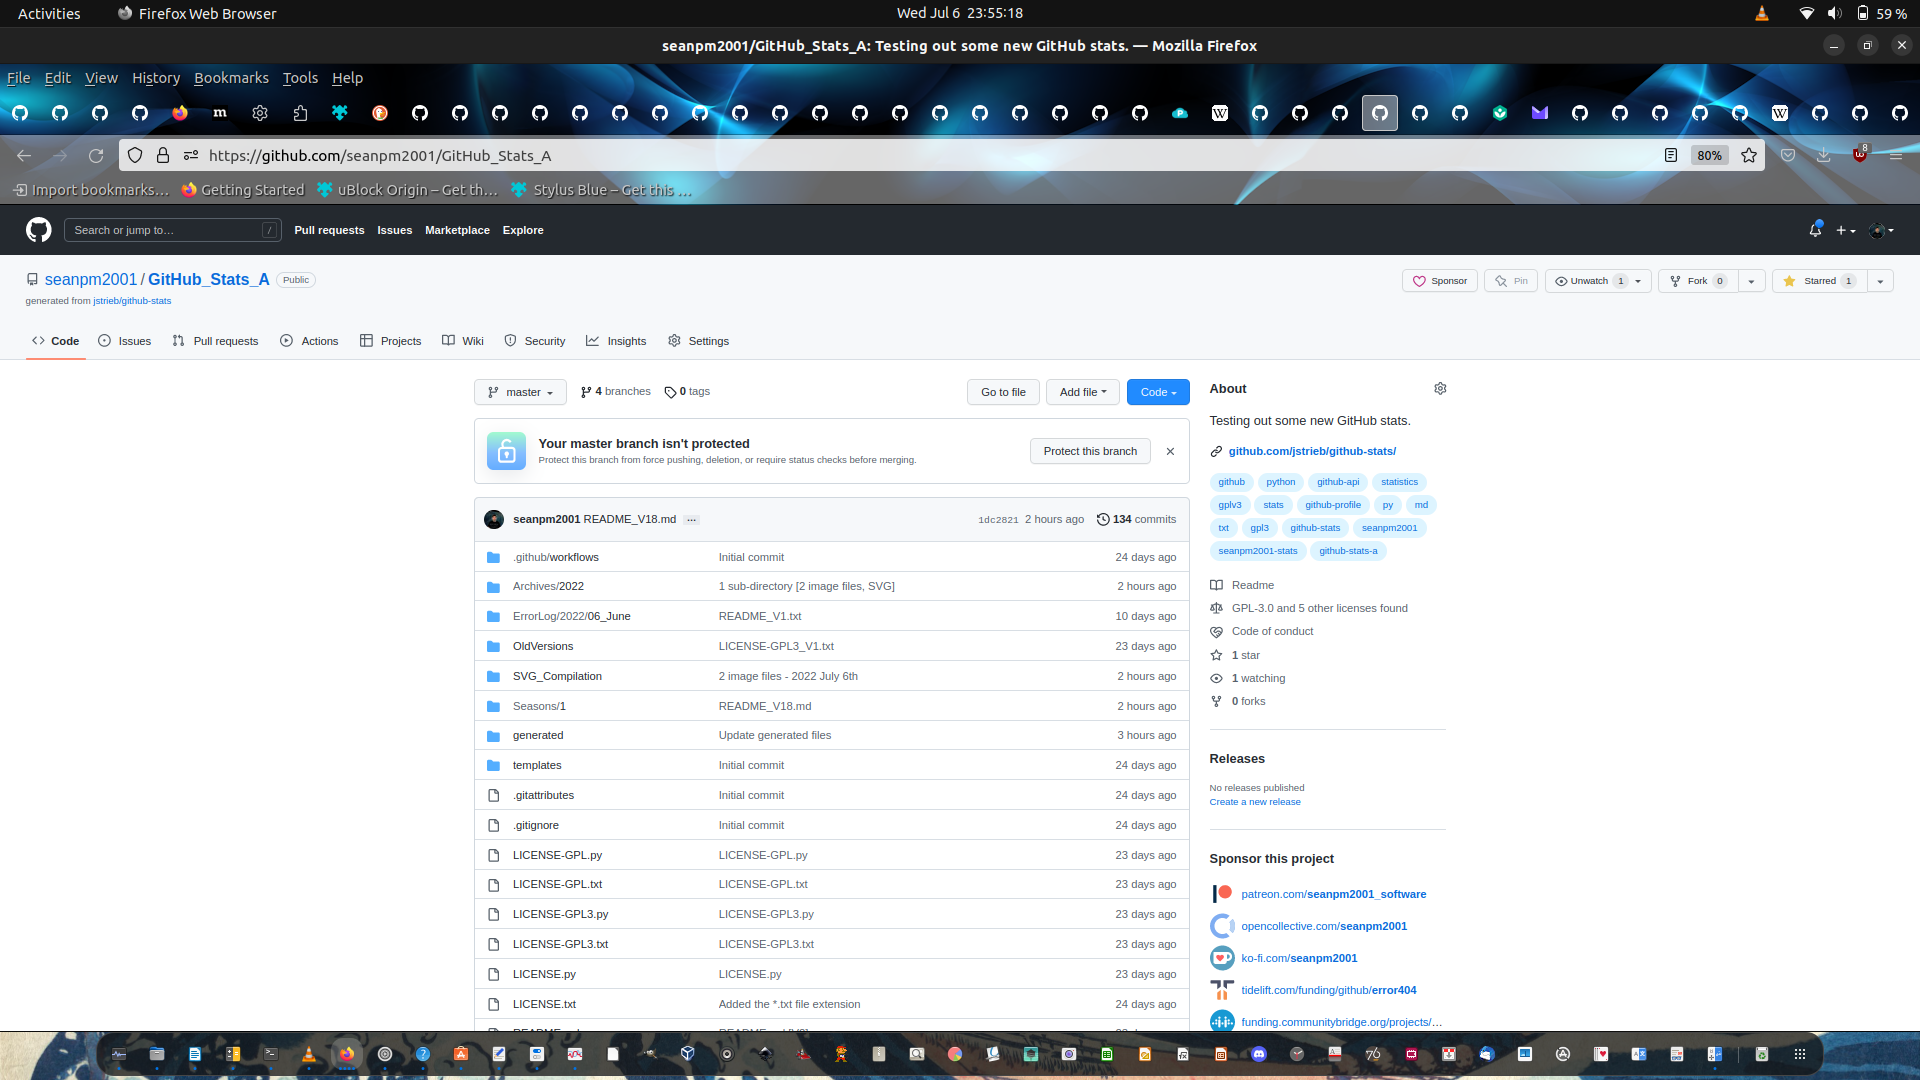 Activities Firefox Web Browser Wed Jul 6 23:55:18 59 %
seanpm2001/GitHub_Stats_A: Testing out some new GitHub stats. — Mozilla Firefox
File Edit View History Bookmarks Tools Help
https://github.com/seanpm2001/GitHub_Stats_A 80% 8
Import bookmarks… Getting Started uBlock Origin – Get th… Stylus Blue – Get this …
Search or jump to… / Pull requests Issues Marketplace Explore
seanpm2001 / GitHub_Stats_A Public Sponsor Pin Unwatch 1 Fork 0 Starred 1
generated from jstrieb/github-stats
Code Issues Pull requests Actions Projects Wiki Security Insights Settings
master 4 branches 0 tags Go to file Add file Code
Your master branch isn't protected
Protect this branch from force pushing, deletion, or require status checks before merging.
Protect this branch
seanpm2001 README_V18.md ... 1dc2821 2 hours ago 134 commits
.github/workflows Initial commit 24 days ago
Archives/2022 1 sub-directory [2 image files, SVG] 2 hours ago
ErrorLog/2022/06_June README_V1.txt 10 days ago
OldVersions LICENSE-GPL3_V1.txt 23 days ago
SVG_Compilation 2 image files - 2022 July 6th 2 hours ago
Seasons/1 README_V18.md 2 hours ago
generated Update generated files 3 hours ago
templates Initial commit 24 days ago
.gitattributes Initial commit 24 days ago
.gitignore Initial commit 24 days ago
LICENSE-GPL.py LICENSE-GPL.py 23 days ago
LICENSE-GPL.txt LICENSE-GPL.txt 23 days ago
LICENSE-GPL3.py LICENSE-GPL3.py 23 days ago
LICENSE-GPL3.txt LICENSE-GPL3.txt 23 days ago
LICENSE.py LICENSE.py 23 days ago
LICENSE.txt Added the *.txt file extension 24 days ago
About
Testing out some new GitHub stats.
github.com/jstrieb/github-stats/
github python github-api statistics
gplv3 stats github-profile py md
txt gpl3 github-stats seanpm2001
seanpm2001-stats github-stats-a
Readme
GPL-3.0 and 5 other licenses found
Code of conduct
1 star
1 watching
0 forks
Releases
No releases published
Create a new release
Sponsor this project
patreon.com/seanpm2001_software
opencollective.com/seanpm2001
ko-fi.com/seanpm2001
tidelift.com/funding/github/error404
funding.communitybridge.org/projects/…